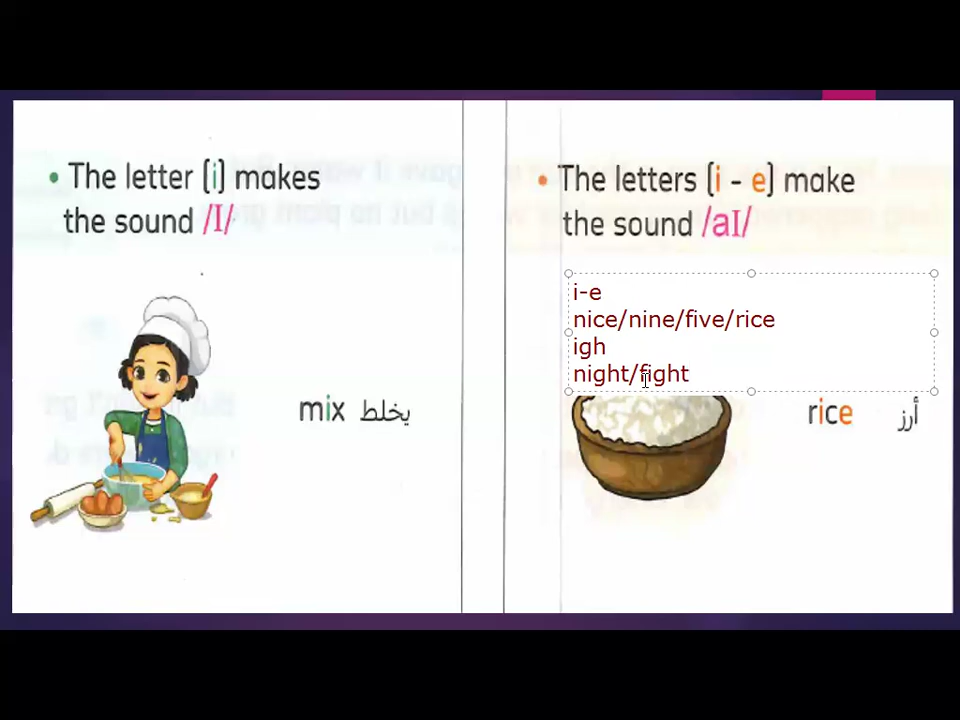 • The letter (i) makes
the sound /I/
mix يخلط
• The letters (i - e) make
the sound /aI/
i-e
nice/nine/five/rice
igh
night/fight
rice أرز